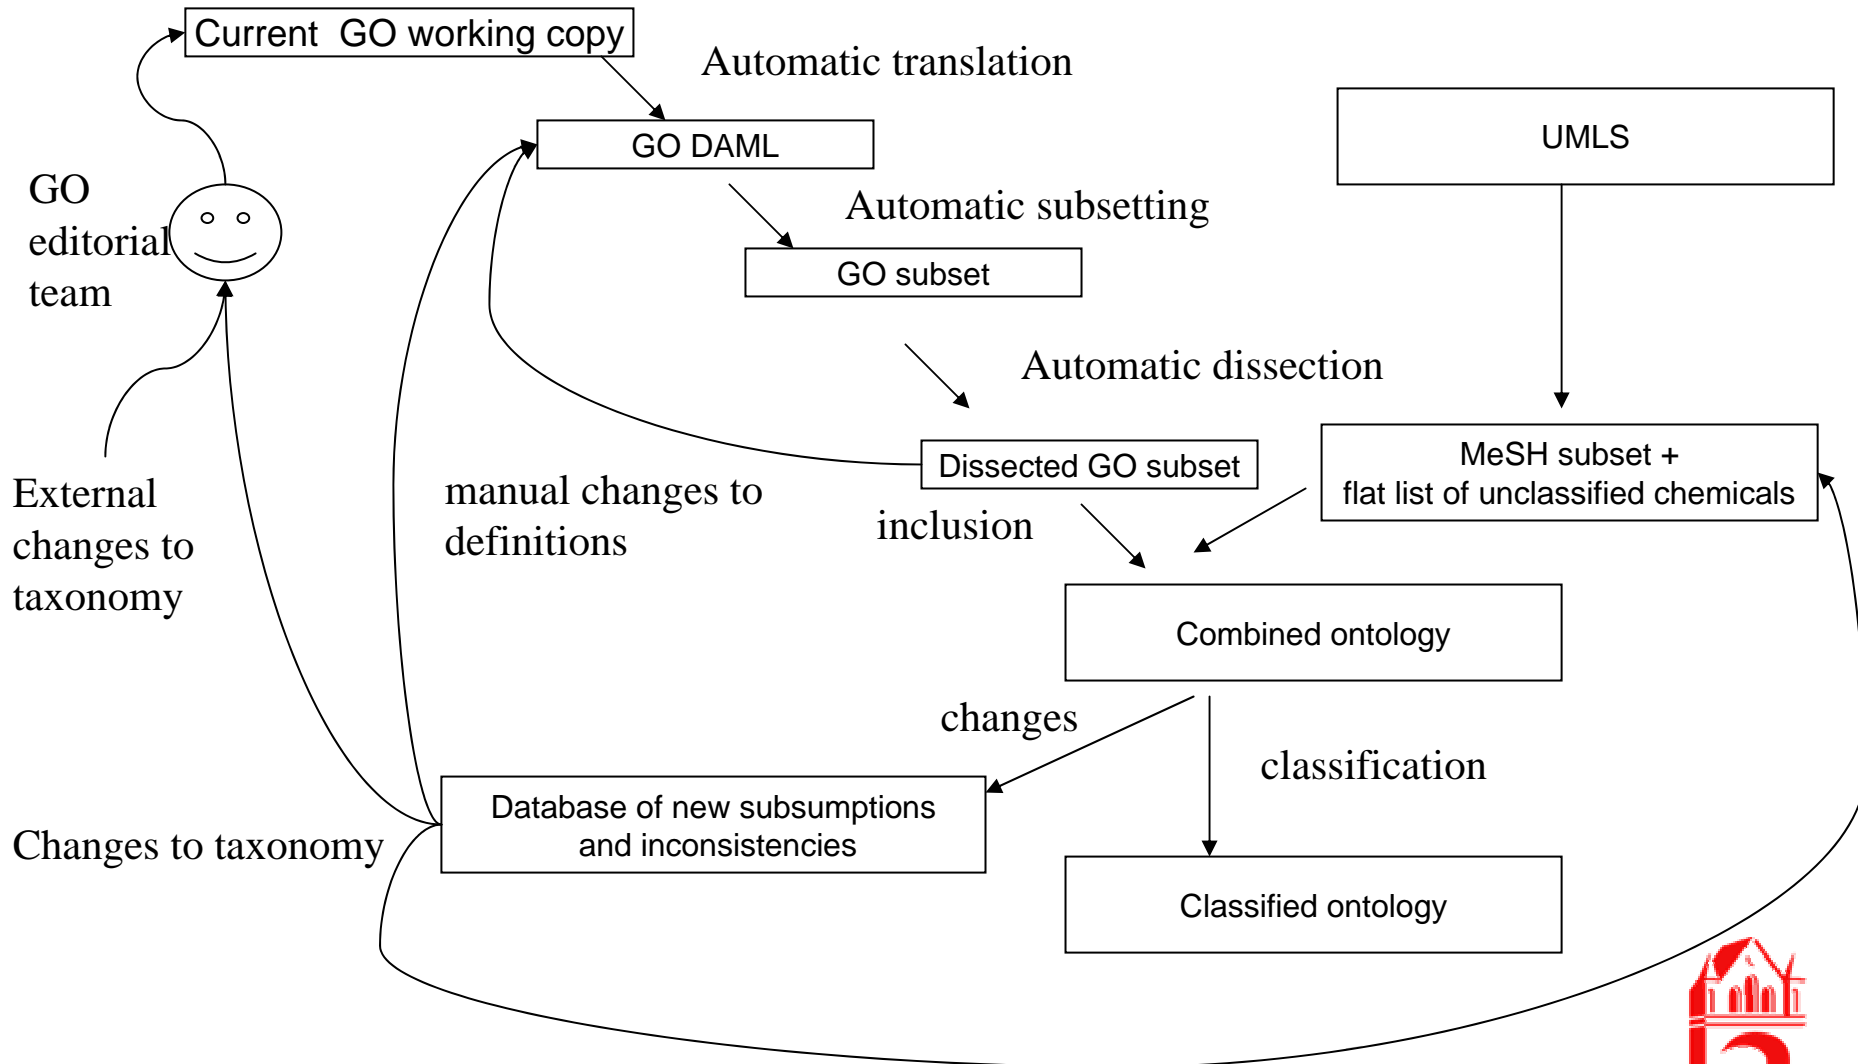 Current  GO working copy
Automatic translation
GO DAML
UMLS
GO
editorial
team
Automatic subsetting
GO subset
Automatic dissection
Dissected GO subset
MeSH subset +
flat list of unclassified chemicals
External
changes to
taxonomy
manual changes to
definitions
inclusion
Combined ontology
changes
classification
Database of new subsumptions
and inconsistencies
Changes to taxonomy
Classified ontology